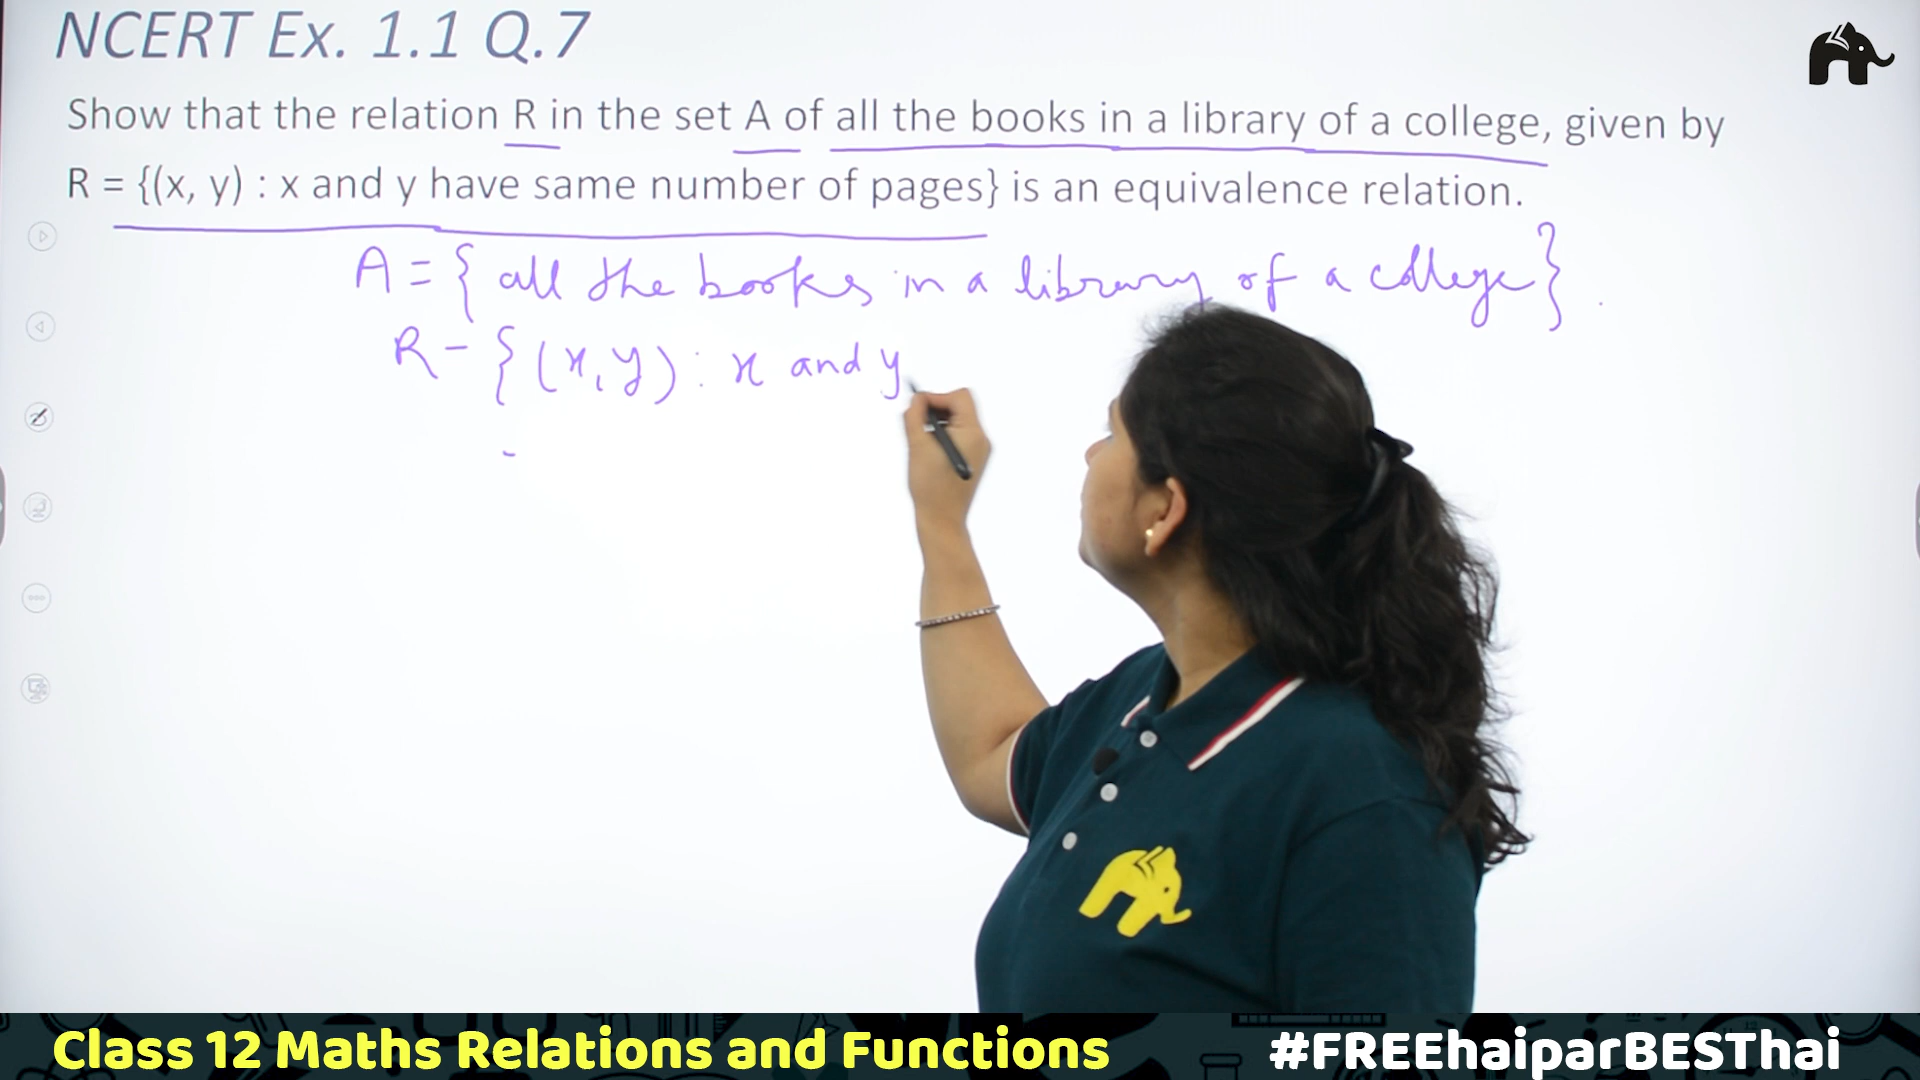 NCERT Ex. 1.1 Q.7
Show that the relation R in the set A of all the books in a library of a college, given by
R = {(x, y) : x and y have same number of pages} is an equivalence relation.
A = { all the books in a library of a college}
R - {(x, y) : x and y
Class 12 Maths Relations and Functions
#FREEhaiparBESThai